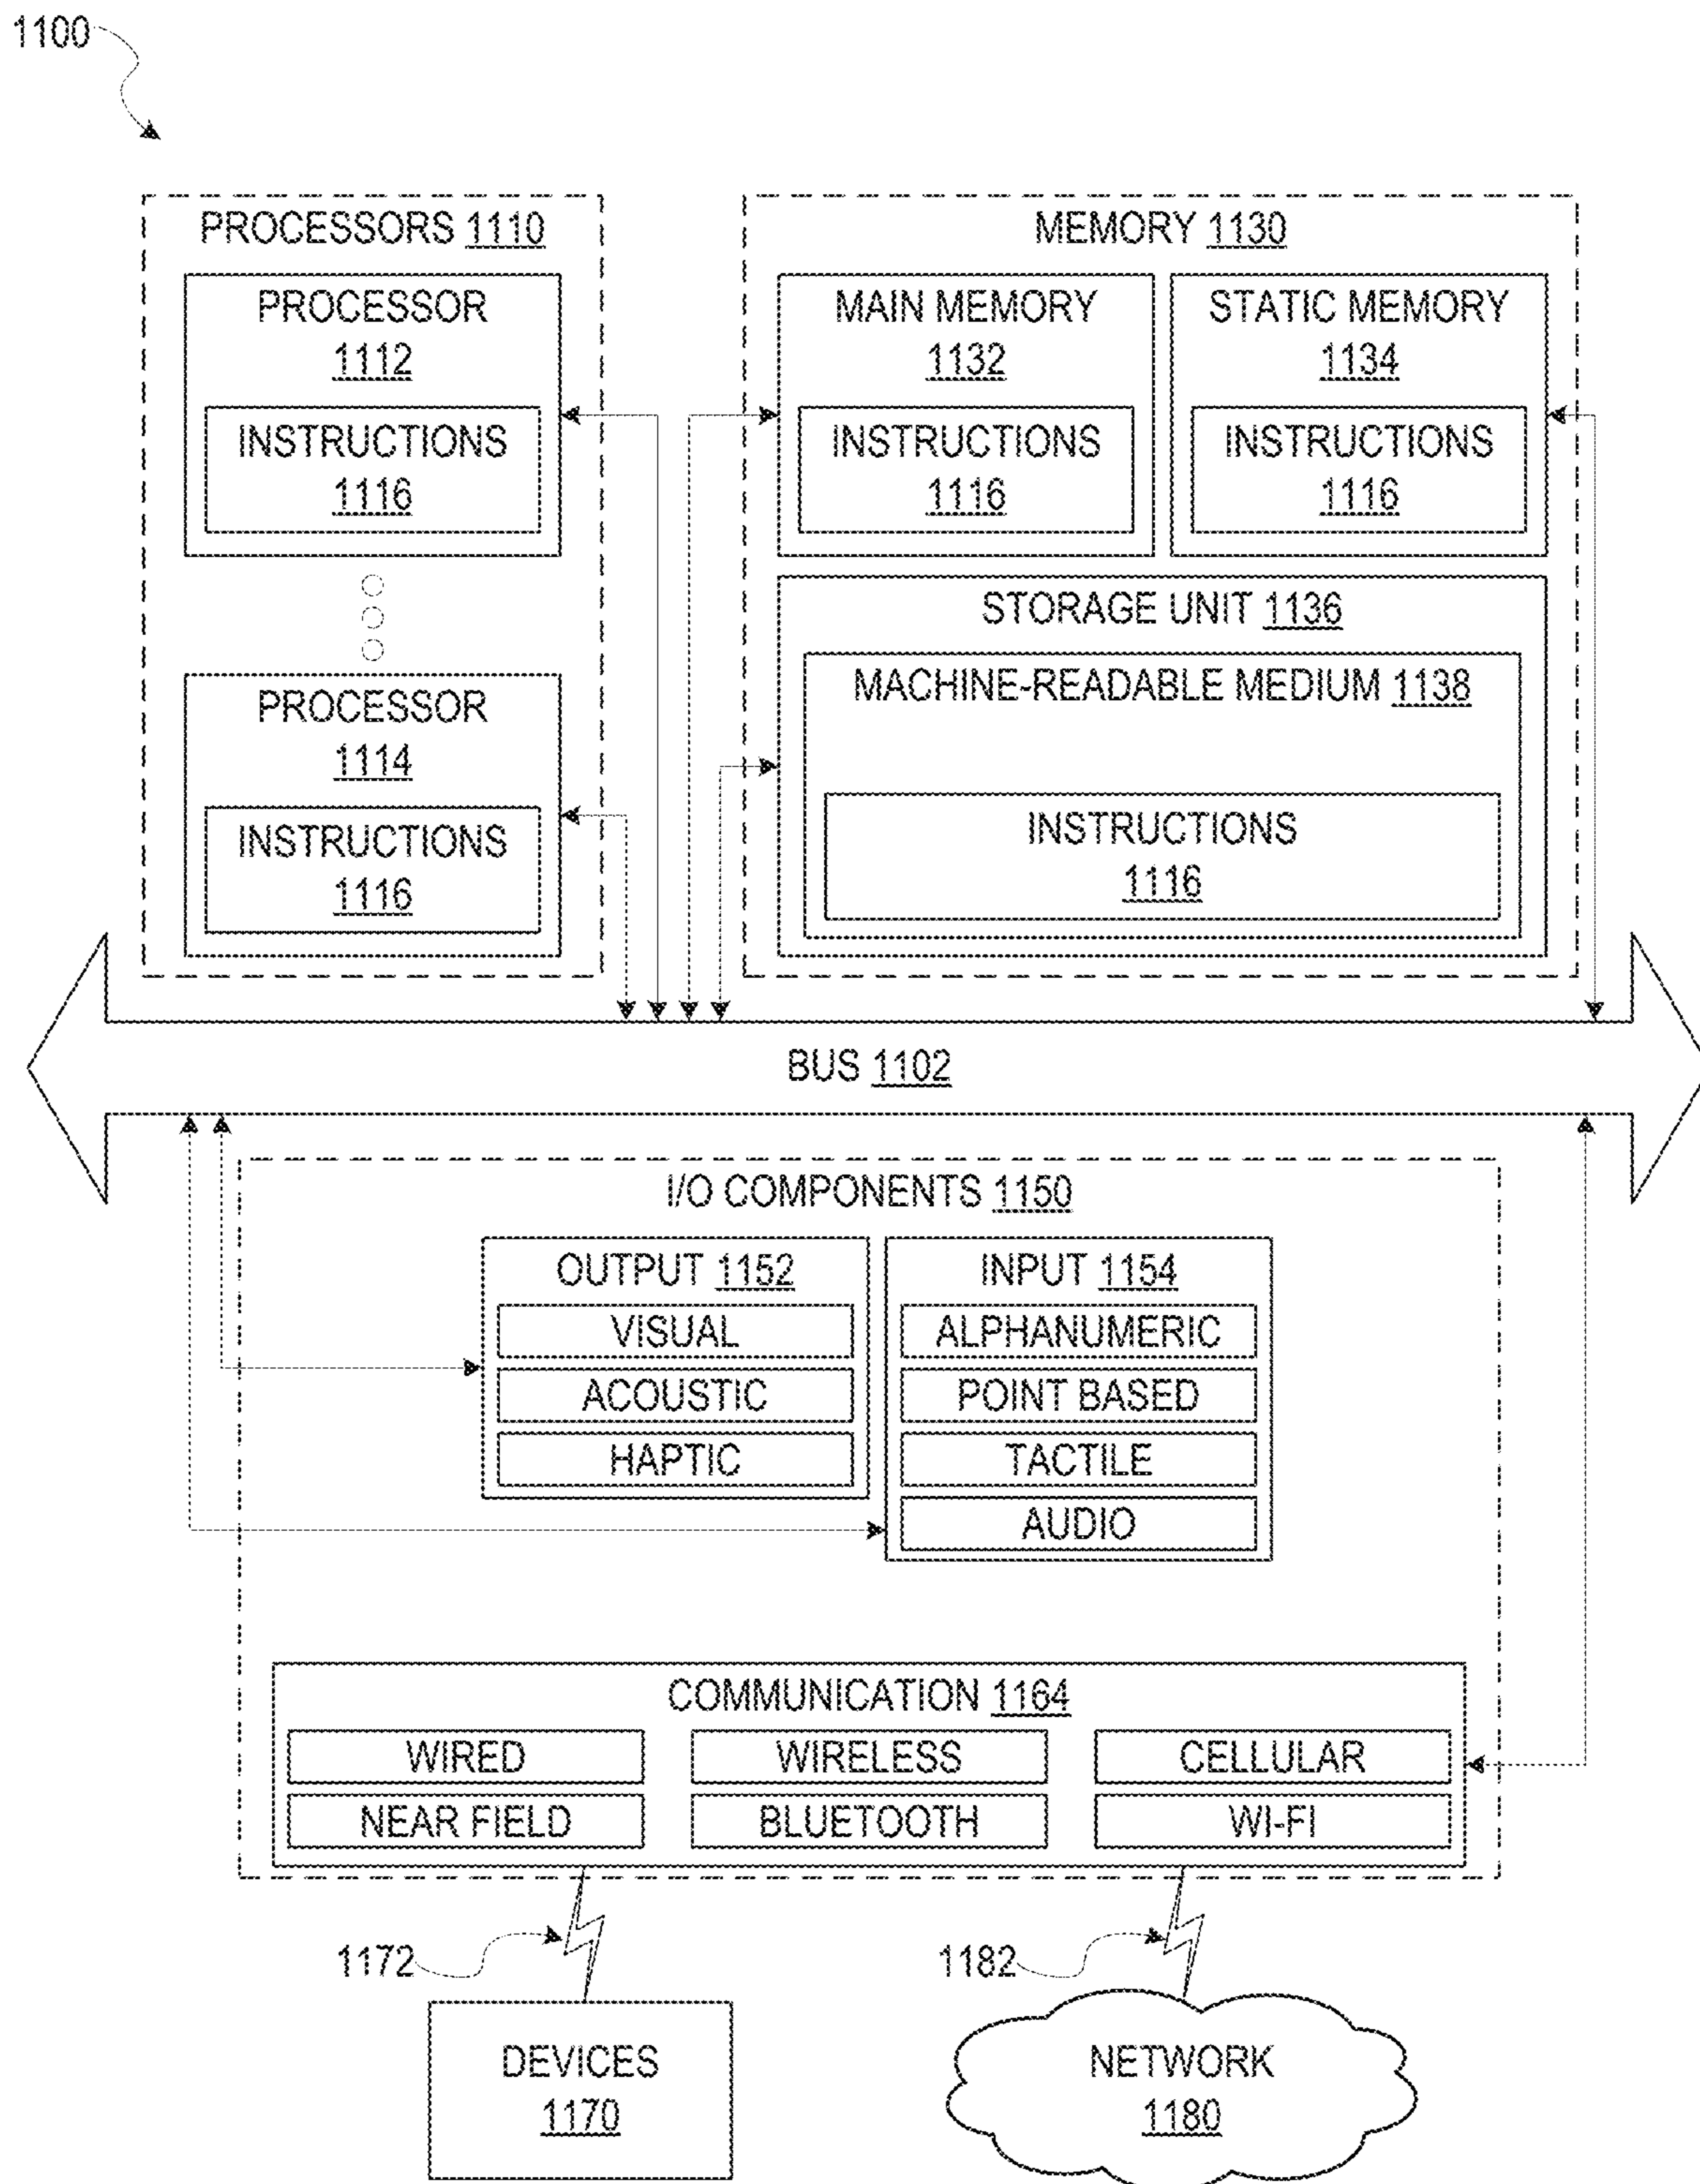 1100
PROCESSORS 1110
PROCESSOR
1112
INSTRUCTIONS
1116
PROCESSOR
1114
INSTRUCTIONS
1116
MEMORY 1130
MAIN MEMORY
1132
INSTRUCTIONS
1116
STATIC MEMORY
1134
INSTRUCTIONS
1116
STORAGE UNIT 1136
MACHINE-READABLE MEDIUM 1138
INSTRUCTIONS
1116
BUS 1102
I/O COMPONENTS 1150
OUTPUT 1152
VISUAL
ACOUSTIC
HAPTIC
INPUT 1154
ALPHANUMERIC
POINT BASED
TACTILE
AUDIO
COMMUNICATION 1164
WIRED
WIRELESS
CELLULAR
NEAR FIELD
BLUETOOTH
WI-FI
1172
1182
DEVICES
1170
NETWORK
1180